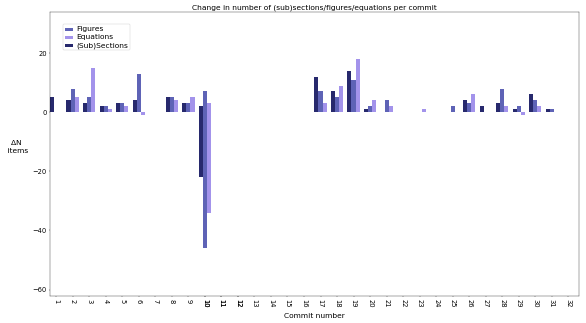 Change in number of (sub)sections/figures/equations per commit
Figures
Equations
(Sub)Sections
20
0
−20
−40
−60
ΔN
items
1 2 3 4 5 6 7 8 9 10 11 12 13 14 15 16 17 18 19 20 21 22 23 24 25 26 27 28 29 30 31 32
Commit number